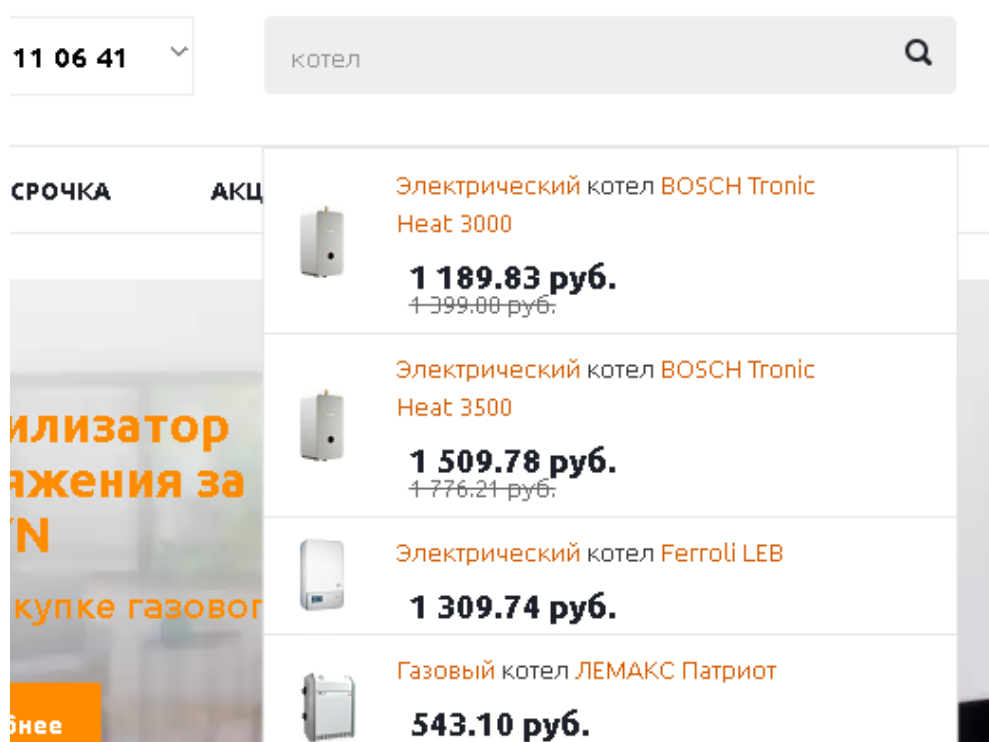 11 06 41
котел
СРОЧКА АКЦ
Электрический котел BOSCH Tronic
Heat 3000
1 189.83 руб.
1 399.00 руб.
Электрический котел BOSCH Tronic
Heat 3500
1 509.78 руб.
1 776.21 руб.
Электрический котел Ferroli LEB
1 309.74 руб.
Газовый котел ЛЕМАКС Патриот
543.10 руб.
илизатор
яжения за
YN
купке газовог
бнее